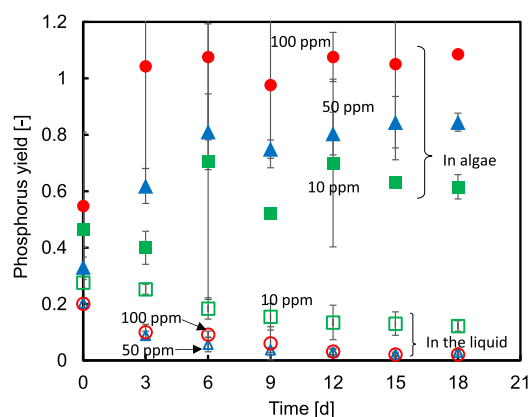 1.2
100 ppm
1
50 ppm
0.8
In algae
10 ppm
0.6
Phosphorus yield [-]
0.4
10 ppm
0.2
100 ppm
In the liquid
50 ppm
0
0 3 6 9 12 15 18 21
Time [d]